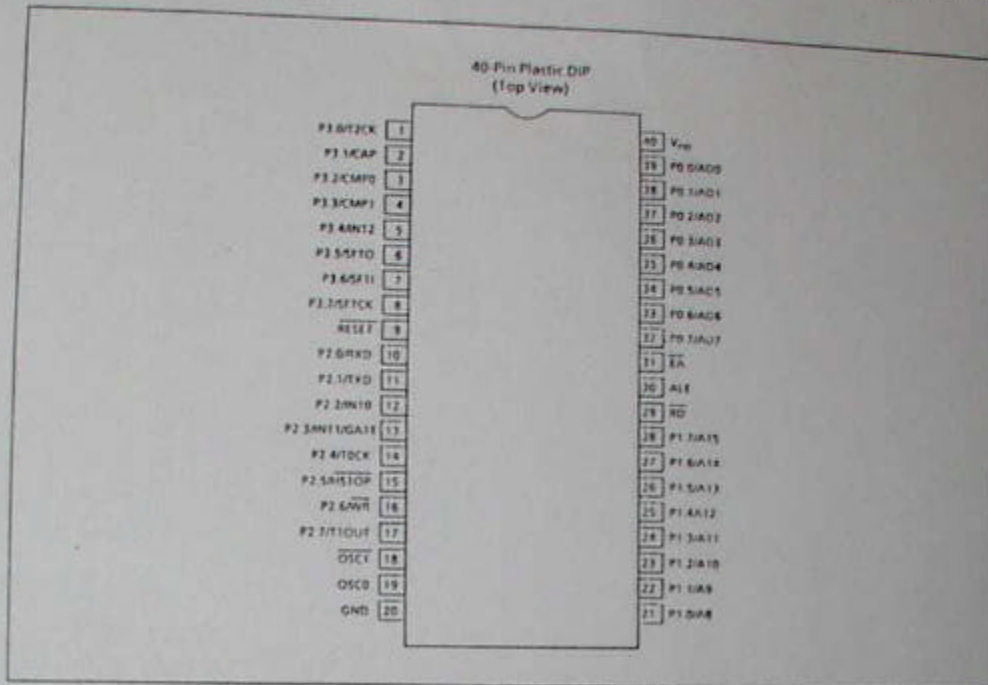 40-Pin Plastic DIP
(Top View)
P3.0/T2CK 1
P3.1/CAP 2
P3.2/CMP0 3
P3.3/CMP1 4
P3.4/INT2 5
P3.5/SFTO 6
P3.6/SFTI 7
P3.7/SFTCK 8
RESET 9
P2.0/RXD 10
P2.1/TXD 11
P2.2/INT0 12
P2.3/INT1/GATE 13
P2.4/T0CK 14
P2.5/HSTOP 15
P2.6/WR 16
P2.7/T1OUT 17
18
OSC0 19
GND 20
40 VPP
39 P0.0/AD0
38 P0.1/AD1
37 P0.2/AD2
36 P0.3/AD3
35 P0.4/AD4
34 P0.5/AD5
33 P0.6/AD6
32 P0.7/AD7
31 EA
30 ALE
29 RD
28 P1.7/A15
27 P1.6/A14
26 P1.5/A13
25 P1.4/A12
24 P1.3/A11
23 P1.2/A10
22 P1.1/A9
21 P1.0/A8